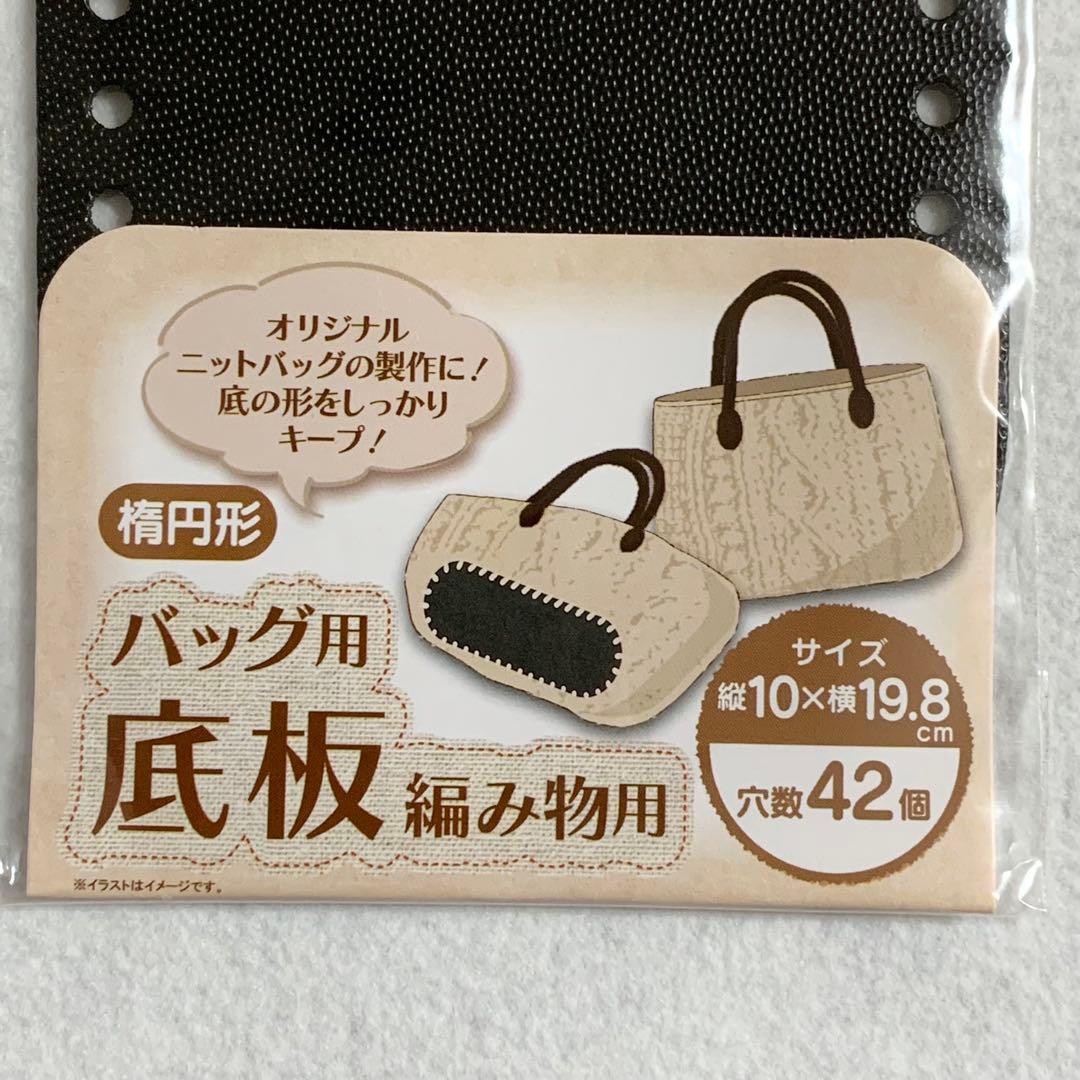 オリジナル
ニットバッグの製作に!
底の形をしっかり
キープ!
楕円形
バッグ用
底板 編み物用
サイズ
縦10×横19.8cm
穴数42個
※イラストはイメージです。